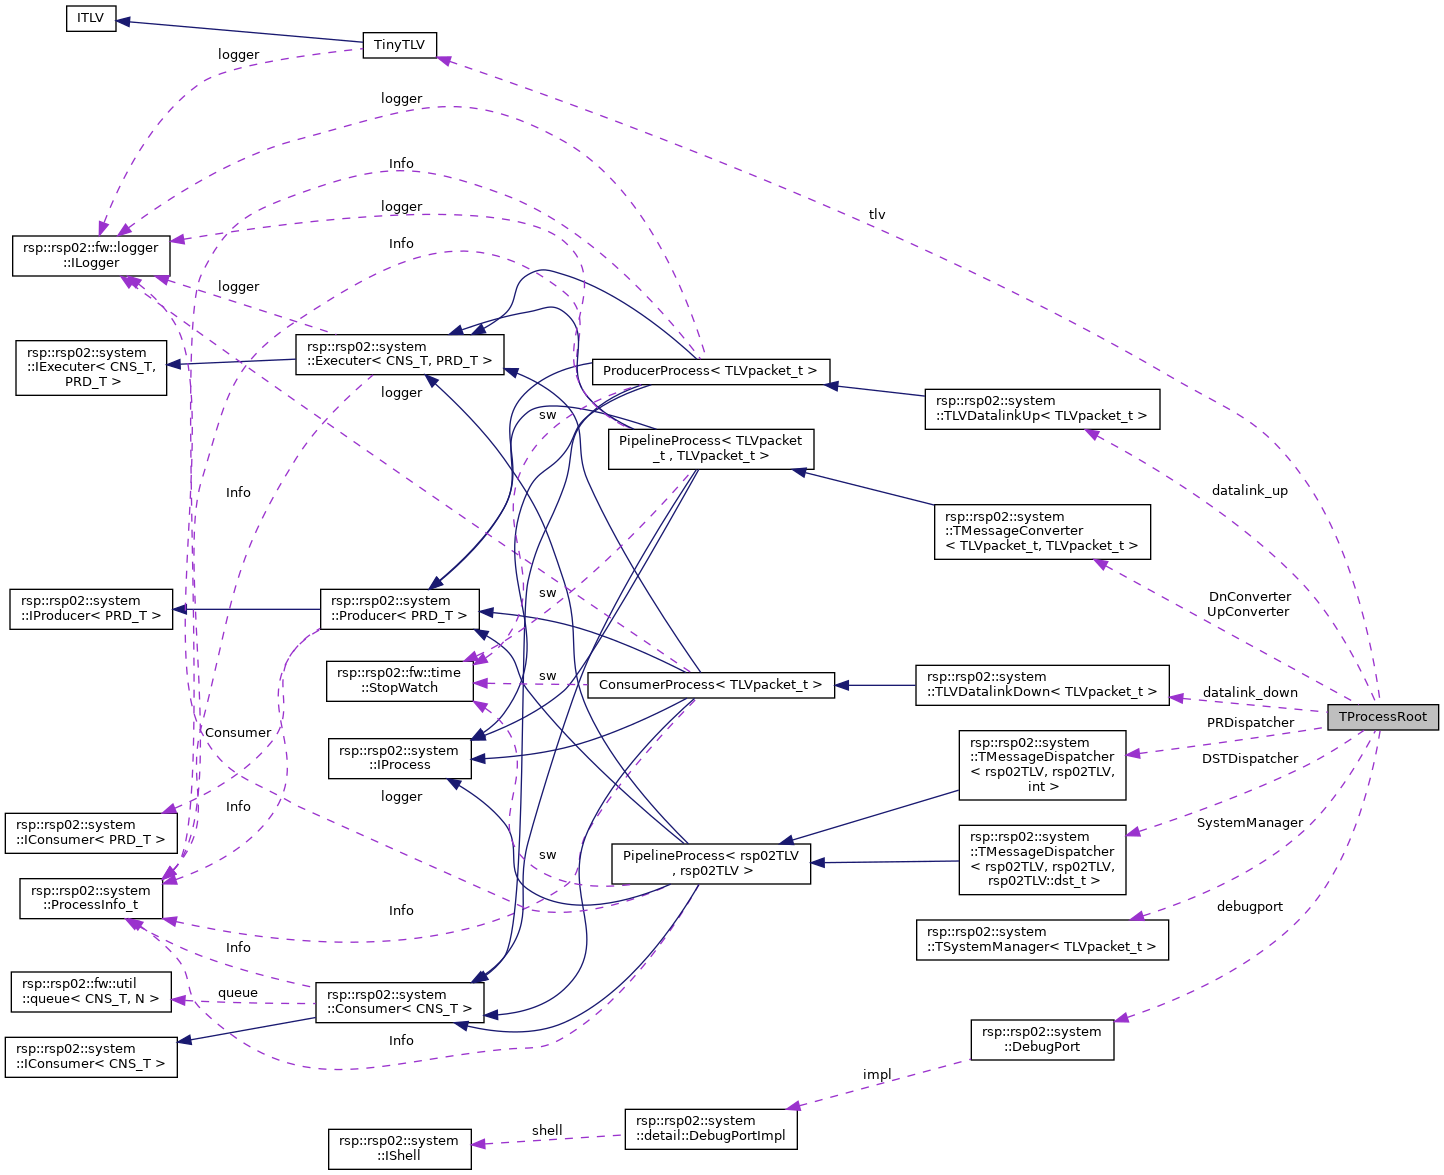 ITLV
TinyTLV
logger
logger
Info
logger
tlv
Info
rsp::rsp02::fw::logger
::ILogger
logger
rsp::rsp02::system
::IExecuter< CNS_T,
PRD_T >
rsp::rsp02::system
::Executer< CNS_T, PRD_T >
ProducerProcess< TLVpacket_t >
logger
rsp::rsp02::system
::TLVDatalinkUp< TLVpacket_t >
sw
PipelineProcess< TLVpacket
_t , TLVpacket_t >
Info
datalink_up
rsp::rsp02::system
::TMessageConverter
< TLVpacket_t, TLVpacket_t >
rsp::rsp02::system
::IProducer< PRD_T >
rsp::rsp02::system
::Producer< PRD_T >
sw
DnConverter
UpConverter
rsp::rsp02::fw::time
::StopWatch
sw
ConsumerProcess< TLVpacket_t >
rsp::rsp02::system
::TLVDatalinkDown< TLVpacket_t >
datalink_down
TProcessRoot
Consumer
PRDispatcher
rsp::rsp02::system
::IProcess
rsp::rsp02::system
::TMessageDispatcher
< rsp02TLV, rsp02TLV,
int >
DSTDispatcher
logger
Info
rsp::rsp02::system
::IConsumer< PRD_T >
SystemManager
sw
PipelineProcess< rsp02TLV
, rsp02TLV >
rsp::rsp02::system
::TMessageDispatcher
< rsp02TLV, rsp02TLV,
rsp02TLV::dst_t >
rsp::rsp02::system
::ProcessInfo_t
Info
debugport
rsp::rsp02::system
::TSystemManager< TLVpacket_t >
Info
rsp::rsp02::fw::util
::queue< CNS_T, N >
queue
rsp::rsp02::system
::Consumer< CNS_T >
rsp::rsp02::system
::IConsumer< CNS_T >
Info
rsp::rsp02::system
::DebugPort
impl
rsp::rsp02::system
::IShell
shell
rsp::rsp02::system
::detail::DebugPortImpl